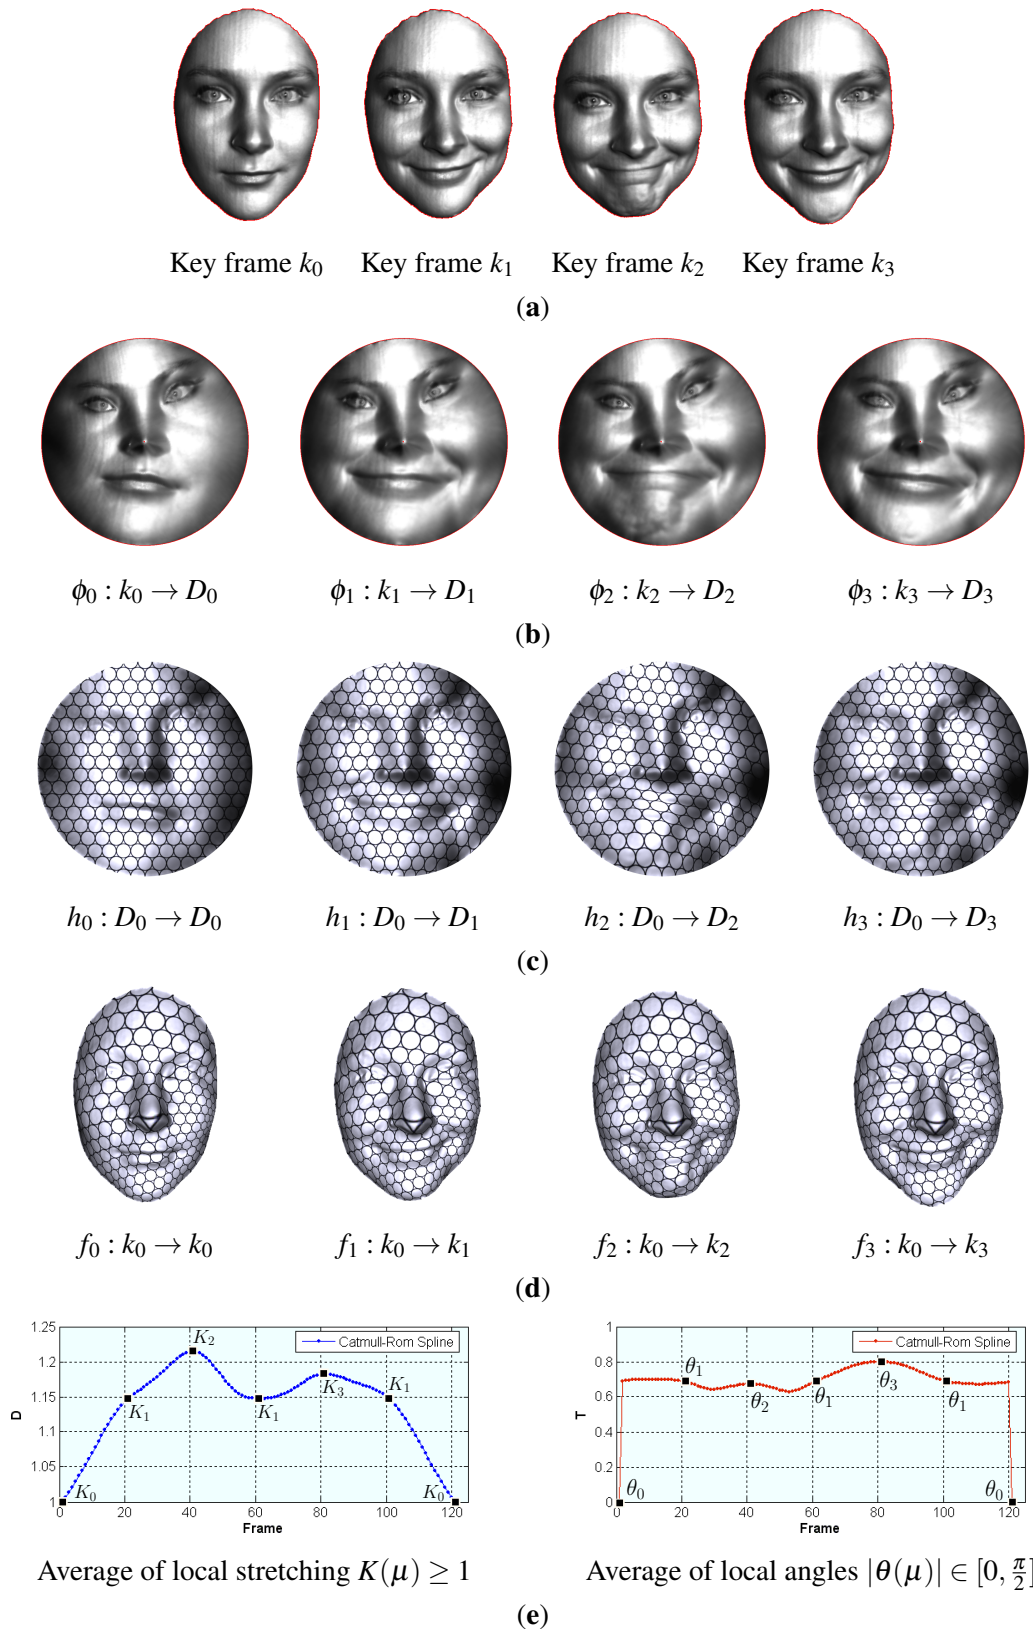 Key frame k₀ Key frame k₁ Key frame k₂ Key frame k₃
(a)
ϕ₀ : k₀ → D₀ ϕ₁ : k₁ → D₁ ϕ₂ : k₂ → D₂ ϕ₃ : k₃ → D₃
(b)
h₀ : D₀ → D₀ h₁ : D₀ → D₁ h₂ : D₀ → D₂ h₃ : D₀ → D₃
(c)
f₀ : k₀ → k₀ f₁ : k₀ → k₁ f₂ : k₀ → k₂ f₃ : k₀ → k₃
(d)
1.25
1.2
1.15
1.1
1.05
1
D
K₀ K₁ K₂ K₁ K₃ K₁ K₀
Catmull-Rom Spline
0 20 40 60 80 100 120
Frame
Average of local stretching K(μ) ≥ 1
1
0.8
0.6
0.4
0.2
0
T
θ₀ θ₁ θ₂ θ₁ θ₃ θ₁ θ₀
Catmull-Rom Spline
0 20 40 60 80 100 120
Frame
Average of local angles |θ(μ)| ∈ [0, π/2]
(e)